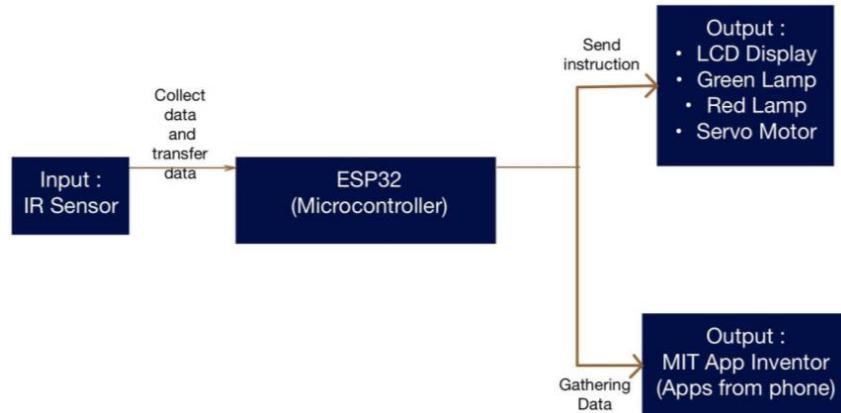 Collect
data
and
transfer
data
Input :
IR Sensor
ESP32
(Microcontroller)
Send
instruction
Output :
• LCD Display
• Green Lamp
• Red Lamp
• Servo Motor
Gathering
Data
Output :
MIT App Inventor
(Apps from phone)